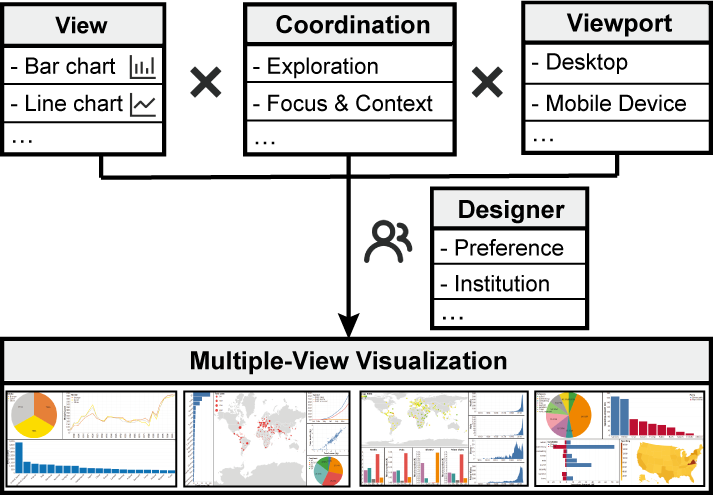 View
- Bar chart
- Line chart
...
Coordination
- Exploration
- Focus & Context
...
Viewport
- Desktop
- Mobile Device
...
Designer
- Preference
- Institution
...
Multiple-View Visualization